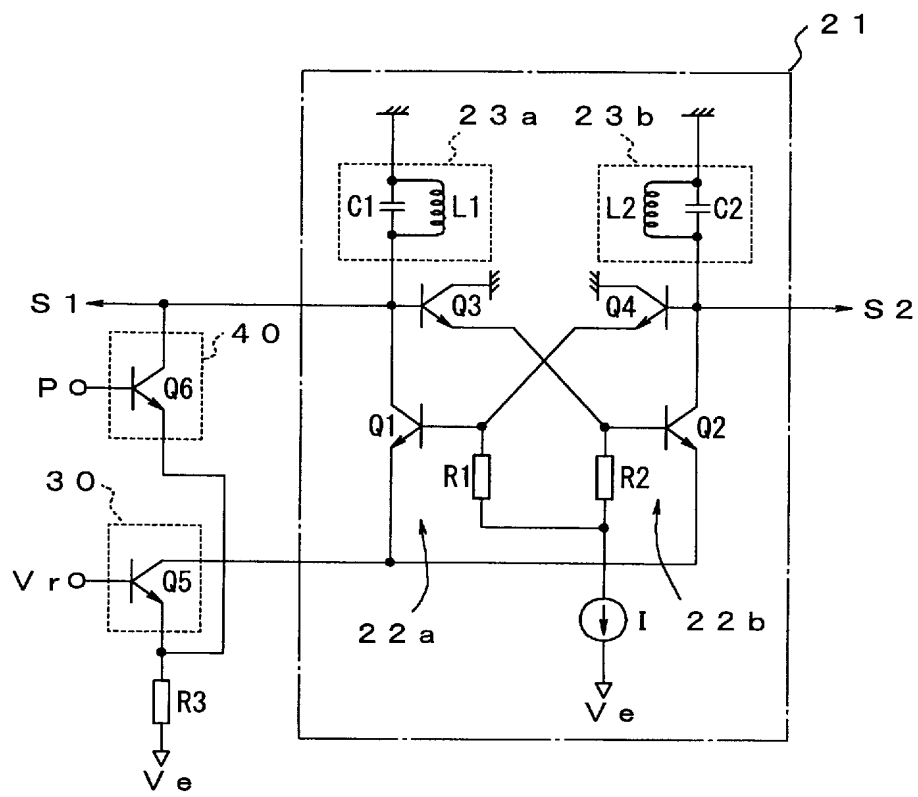 21
23a 23b
C1 L1 L2 C2
S1 Q3 Q4 S2
40
P Q6
Q1 Q2
30 R1 R2
Vr Q5
22a I 22b
R3 Ve
Ve